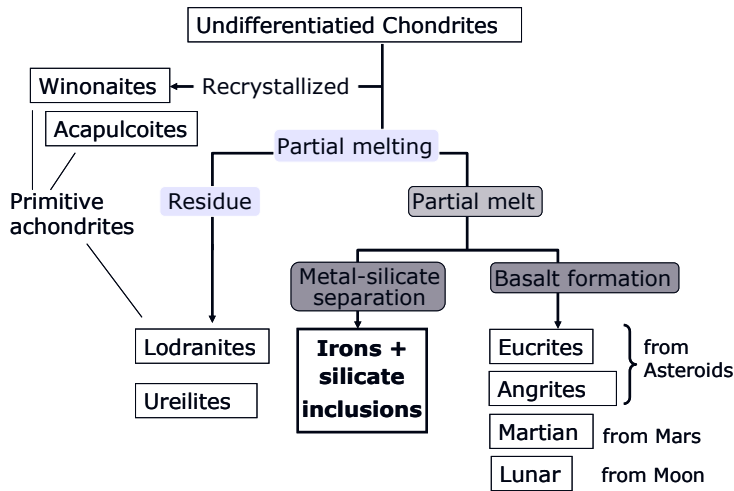 Undifferentiatied Chondrites
Winonaites
Recrystallized
Acapulcoites
Partial melting
Primitive
achondrites
Residue
Partial melt
Metal-silicate
separation
Basalt formation
Lodranites
Ureilites
Irons +
silicate
inclusions
Eucrites
Angrites
from
Asteroids
Martian
from Mars
Lunar
from Moon